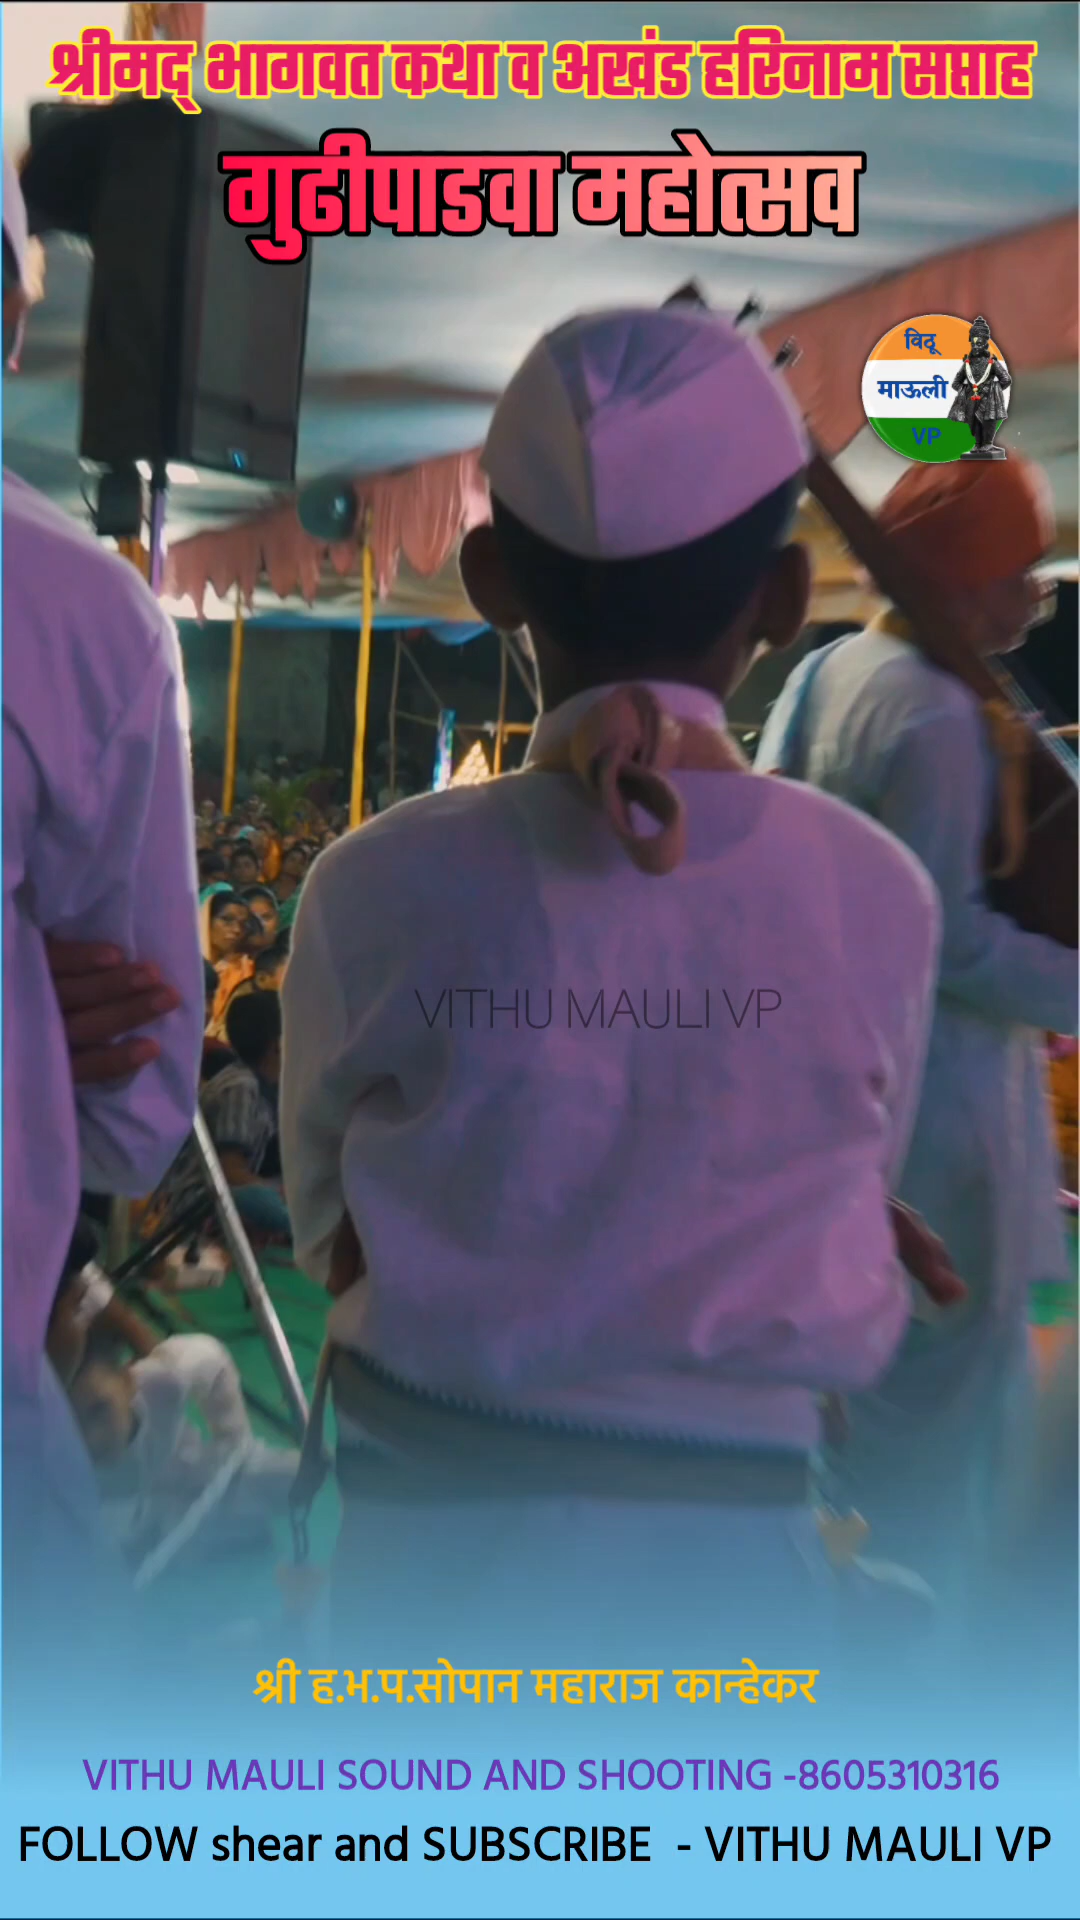 श्रीमद् भागवत कथा व अखंड हरिनाम सप्ताह
गुढीपाडवा महोत्सव
विठू
माऊली
VP
VITHU MAULI VP
श्री ह.भ.प.सोपान महाराज कान्हेकर
VITHU MAULI SOUND AND SHOOTING -8605310316
FOLLOW shear and SUBSCRIBE - VITHU MAULI VP